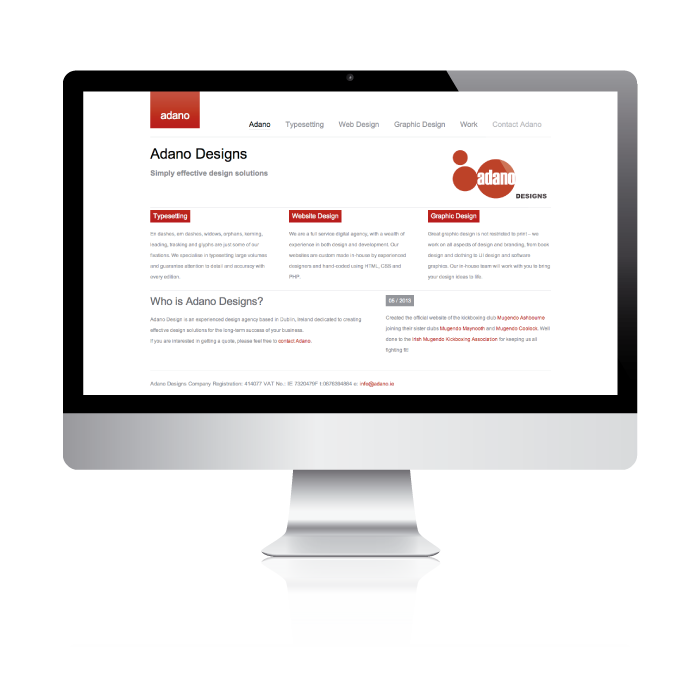 adano
Adano Typesetting Web Design Graphic Design Work Contact Adano
Adano Designs
Simply effective design solutions
adano
DESIGNS
Typesetting
En dashes, em dashes, widows, orphans, kerning,
leading, tracking and glyphs are just some of our
fixations. We specialise in typesetting large volumes
and guarantee attention to detail and accuracy with
every edition.
Website Design
We are a full service digital agency, with a wealth of
experience in both design and development. Our
websites are custom made in-house by experienced
designers and hand-coded using HTML, CSS and
PHP.
Graphic Design
Great graphic design is not restricted to print – we
work on all aspects of design and branding, from book
design and clothing to UI design and software
graphics. Our in-house team will work with you to bring
your design ideas to life.
Who is Adano Designs?
Adano Design is an experienced design agency based in Dublin, Ireland dedicated to creating
effective design solutions for the long-term success of your business.
If you are interested in getting a quote, please feel free to contact Adano.
/ 2013
Created the official website of the kickboxing club Mugendo Ashbourne
joining their sister clubs Mugendo Maynooth and Mugendo Coolock. Well
done to the Irish Mugendo Kickboxing Association for keeping us all
fighting fit!
Adano Designs Company Registration: 414077 VAT No.: IE 7320479F t: e: info@adano.ie